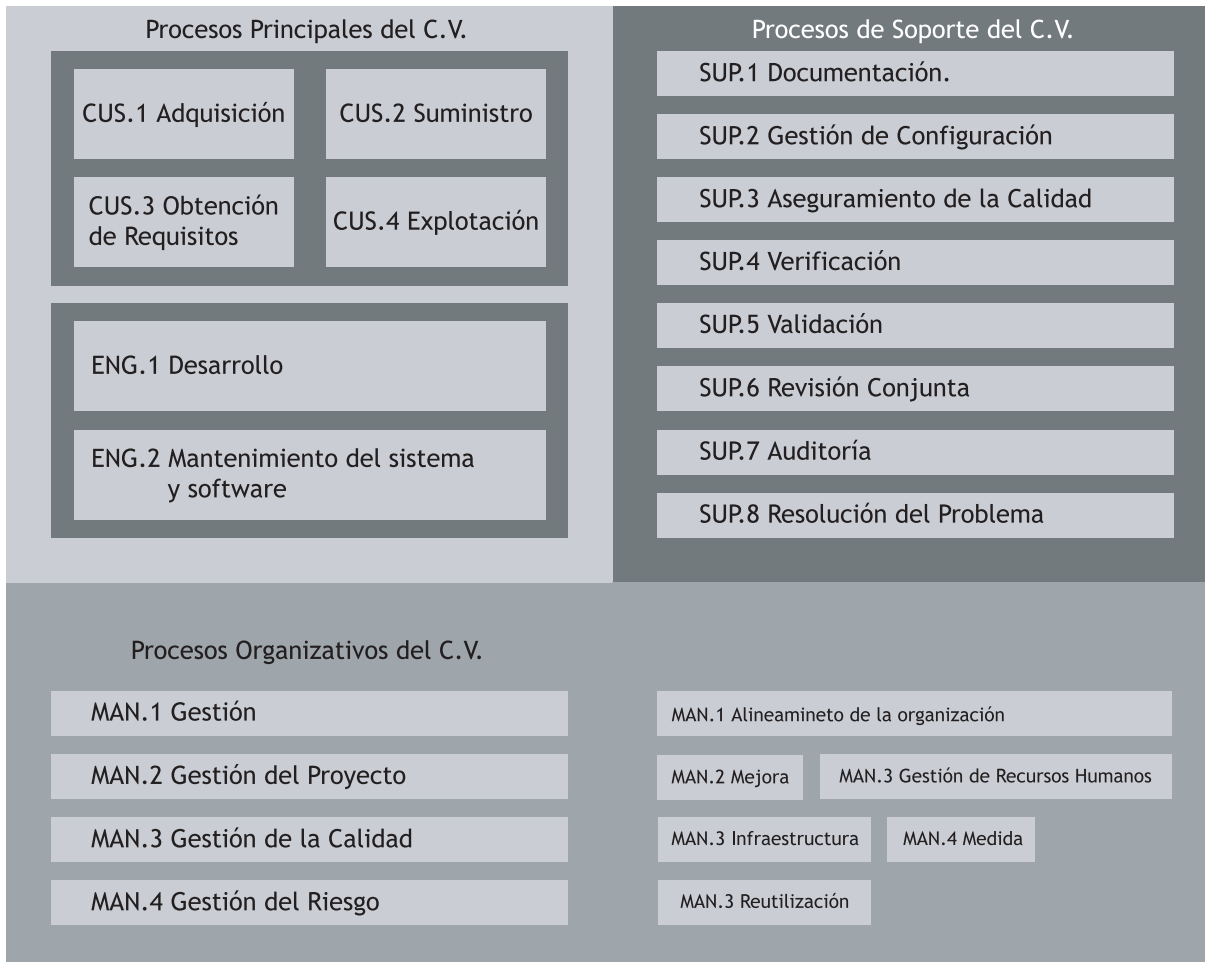 Procesos Principales del C.V.
CUS.1 Adquisición
CUS.2 Suministro
CUS.3 Obtención
de Requisitos
CUS.4 Explotación
ENG.1 Desarrollo
ENG.2 Mantenimiento del sistema
y software
Procesos de Soporte del C.V.
SUP.1 Documentación.
SUP.2 Gestión de Configuración
SUP.3 Aseguramiento de la Calidad
SUP.4 Verificación
SUP.5 Validación
SUP.6 Revisión Conjunta
SUP.7 Auditoría
SUP.8 Resolución del Problema
Procesos Organizativos del C.V.
MAN.1 Gestión
MAN.2 Gestión del Proyecto
MAN.3 Gestión de la Calidad
MAN.4 Gestión del Riesgo
MAN.1 Alineamineto de la organización
MAN.2 Mejora
MAN.3 Gestión de Recursos Humanos
MAN.3 Infraestructura
MAN.4 Medida
MAN.3 Reutilización